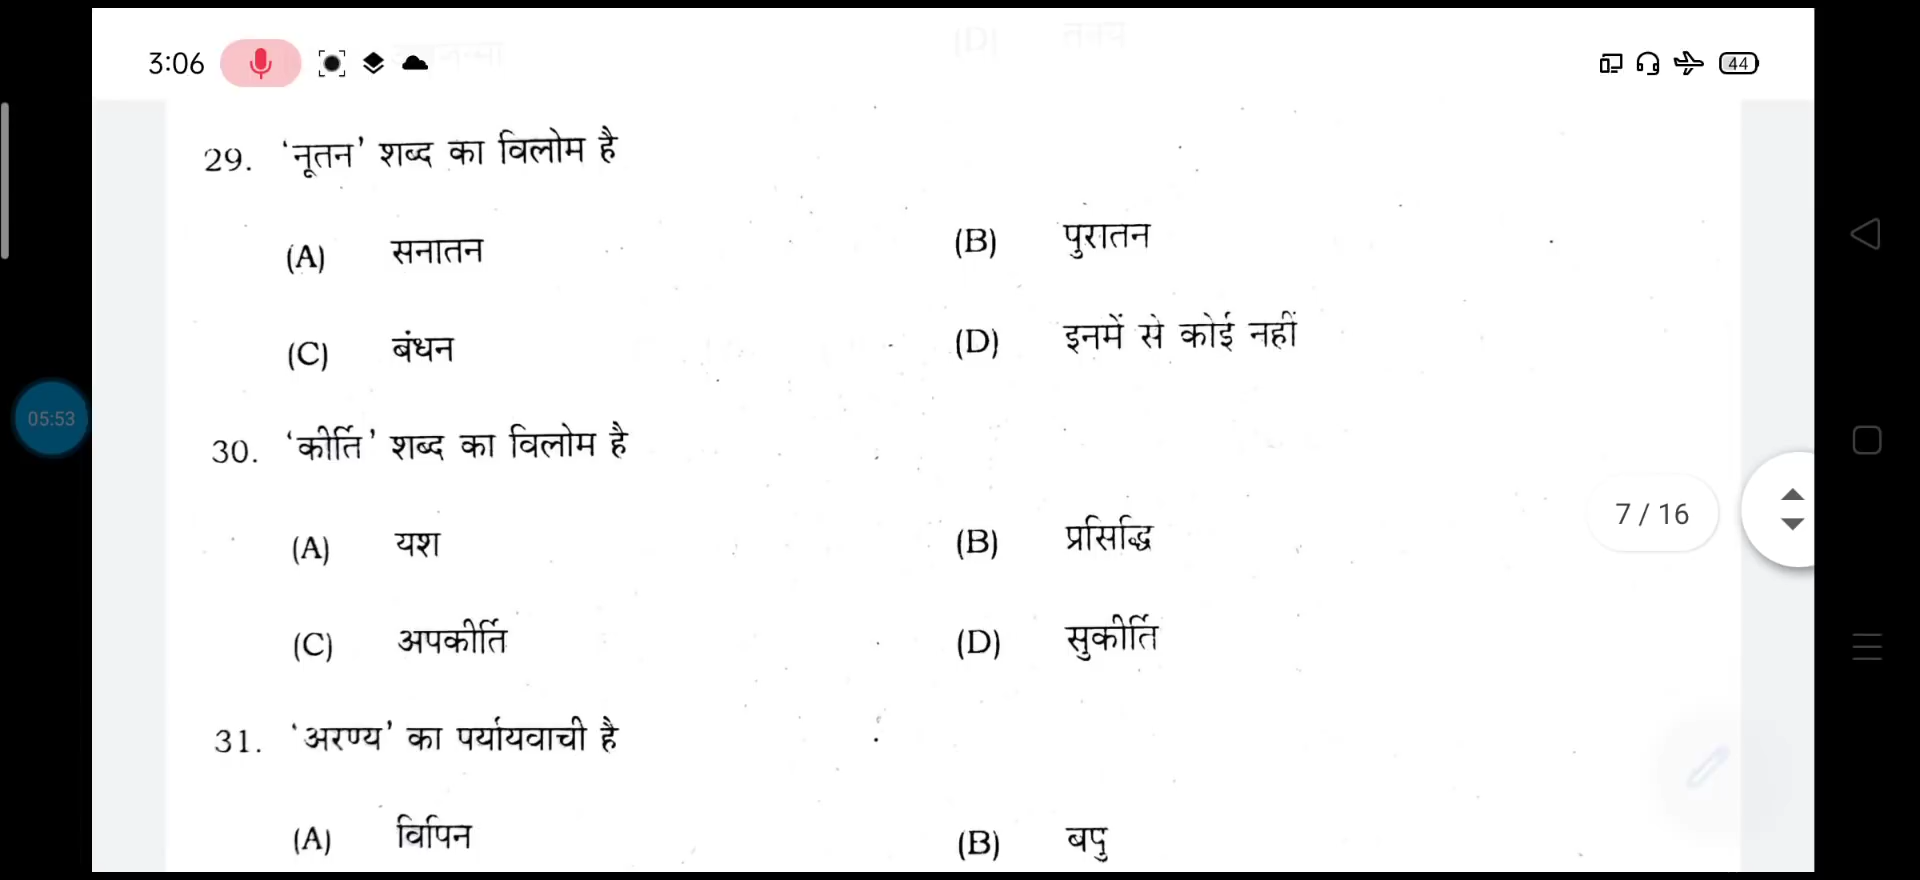 3:06
44
29. ‘नूतन’ शब्द का विलोम है
(A) सनातन (B) पुरातन
(C) बंधन (D) इनमें से कोई नहीं
05:53
30. ‘कीर्ति’ शब्द का विलोम है
7 / 16
(A) यश (B) प्रसिद्धि
(C) अपकीर्ति (D) सुकीर्ति
31. ‘अरण्य’ का पर्यायवाची है
(A) विपिन (B) बपु